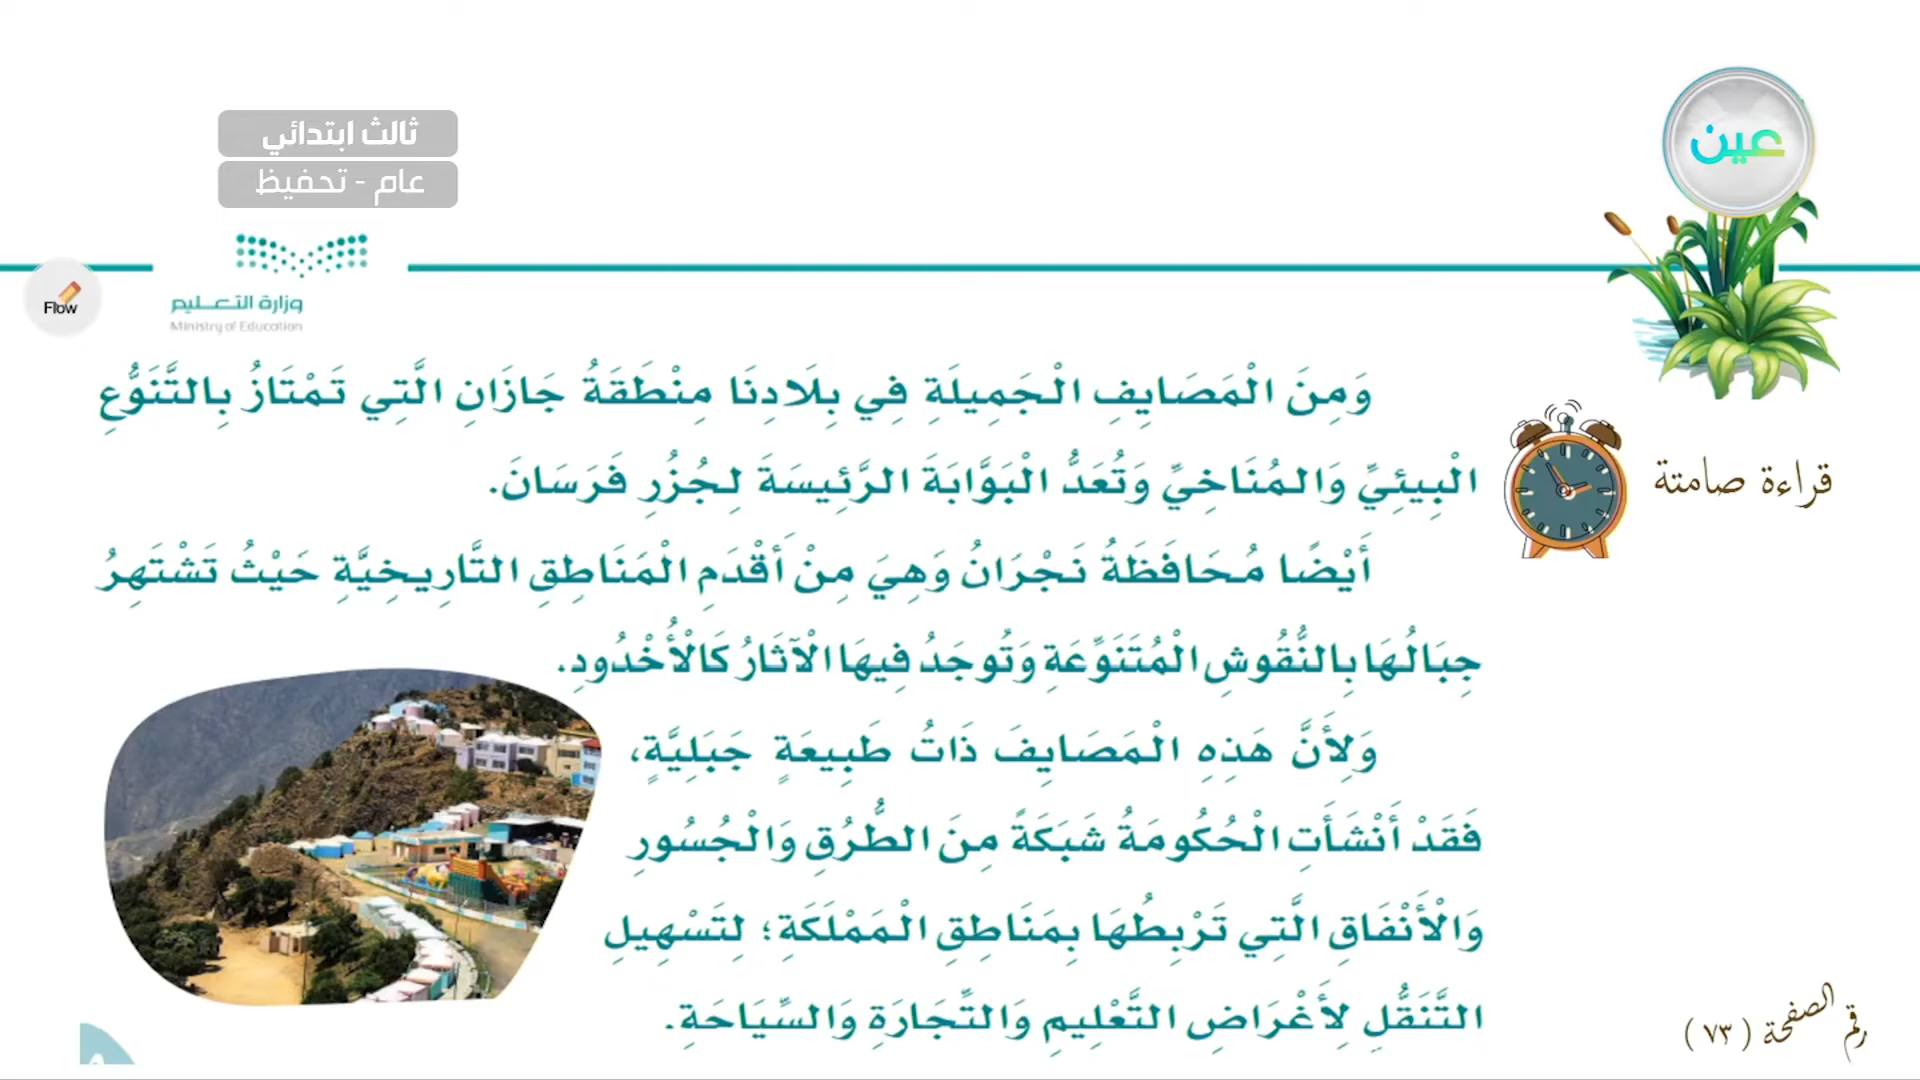 عين
ثالث ابتدائي
عام - تحفيظ
وزارة التعليم
Ministry of Education
Flow
وَمِنَ الْمَصَايِفِ الْجَمِيلَةِ فِي بِلَادِنَا مِنْطَقَةُ جَازَانِ الَّتِي تَمْتَازُ بِالتَّنَوُّعِ
الْبِيئِيِّ وَالمُنَاخِيِّ وَتُعَدُّ الْبَوَّابَةَ الرَّئِيسَةَ لِجُزُرِ فَرَسَانَ.
قراءة صامتة
أَيْضًا مُحَافَظَةُ نَجْرَانُ وَهِيَ مِنْ أَقْدَمِ الْمَنَاطِقِ التَّارِيخِيَّةِ حَيْثُ تَشْتَهِرُ
جِبَالُهَا بِالنُّقُوشِ الْمُتَنَوِّعَةِ وَتُوجَدُ فِيهَا الْآثَارُ كَالْأُخْدُودِ.
وَلِأَنَّ هَذِهِ الْمَصَايِفَ ذَاتُ طَبِيعَةٍ جَبَلِيَّةٍ،
فَقَدْ أَنْشَأَتِ الْحُكُومَةُ شَبَكَةً مِنَ الطُّرُقِ وَالْجُسُورِ
وَالْأَنْفَاقِ الَّتِي تَرْبِطُهَا بِمَنَاطِقِ الْمَمْلَكَةِ؛ لِتَسْهِيلِ
التَّنَقُّلِ لِأَغْرَاضِ التَّعْلِيمِ وَالتِّجَارَةِ وَالسِّيَاحَةِ.
رقم الصفحة ( ٧٣ )